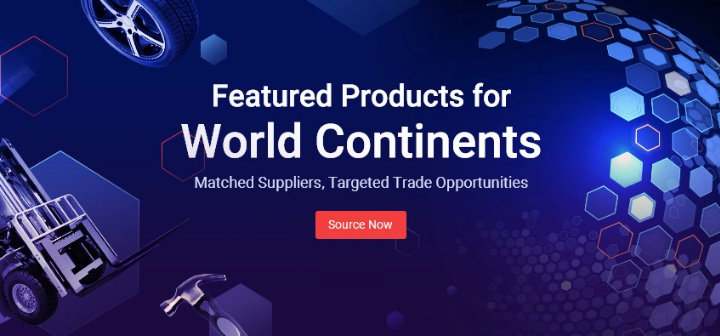 Featured Products for
World Continents
Matched Suppliers, Targeted Trade Opportunities
Source Now